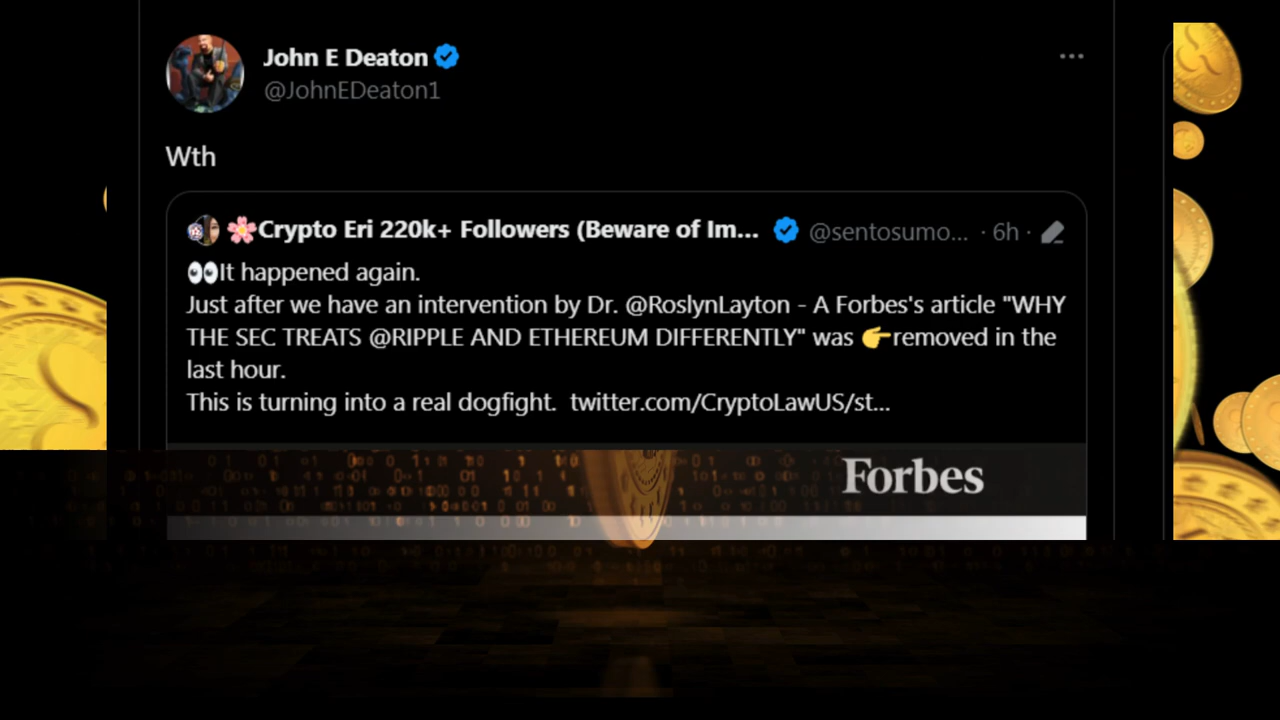 John E Deaton
@JohnEDeaton1
Wth
🌸Crypto Eri 220k+ Followers (Beware of Im... @sentosumo... · 6h ·
👀It happened again.
Just after we have an intervention by Dr. @RoslynLayton - A Forbes's article "WHY
THE SEC TREATS @RIPPLE AND ETHEREUM DIFFERENTLY" was 👉removed in the
last hour.
This is turning into a real dogfight. twitter.com/CryptoLawUS/st...
Forbes